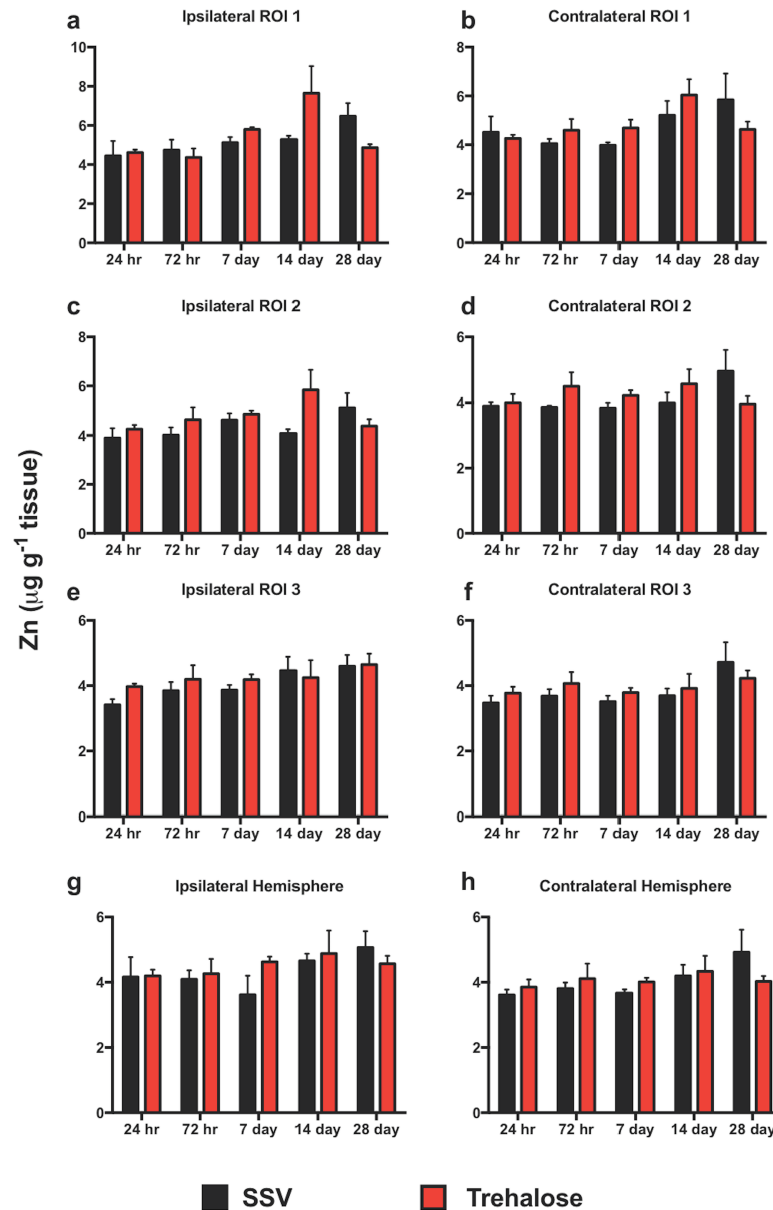 a Ipsilateral ROI 1
10
8
6
4
2
0
24 hr 72 hr 7 day 14 day 28 day
b Contralateral ROI 1
8
6
4
2
0
24 hr 72 hr 7 day 14 day 28 day
c Ipsilateral ROI 2
8
6
4
2
0
24 hr 72 hr 7 day 14 day 28 day
d Contralateral ROI 2
6
4
2
0
24 hr 72 hr 7 day 14 day 28 day
Zn (μg g⁻¹ tissue)
e Ipsilateral ROI 3
6
4
2
0
24 hr 72 hr 7 day 14 day 28 day
f Contralateral ROI 3
6
4
2
0
24 hr 72 hr 7 day 14 day 28 day
g Ipsilateral Hemisphere
6
4
2
0
24 hr 72 hr 7 day 14 day 28 day
h Contralateral Hemisphere
6
4
2
0
24 hr 72 hr 7 day 14 day 28 day
SSV Trehalose